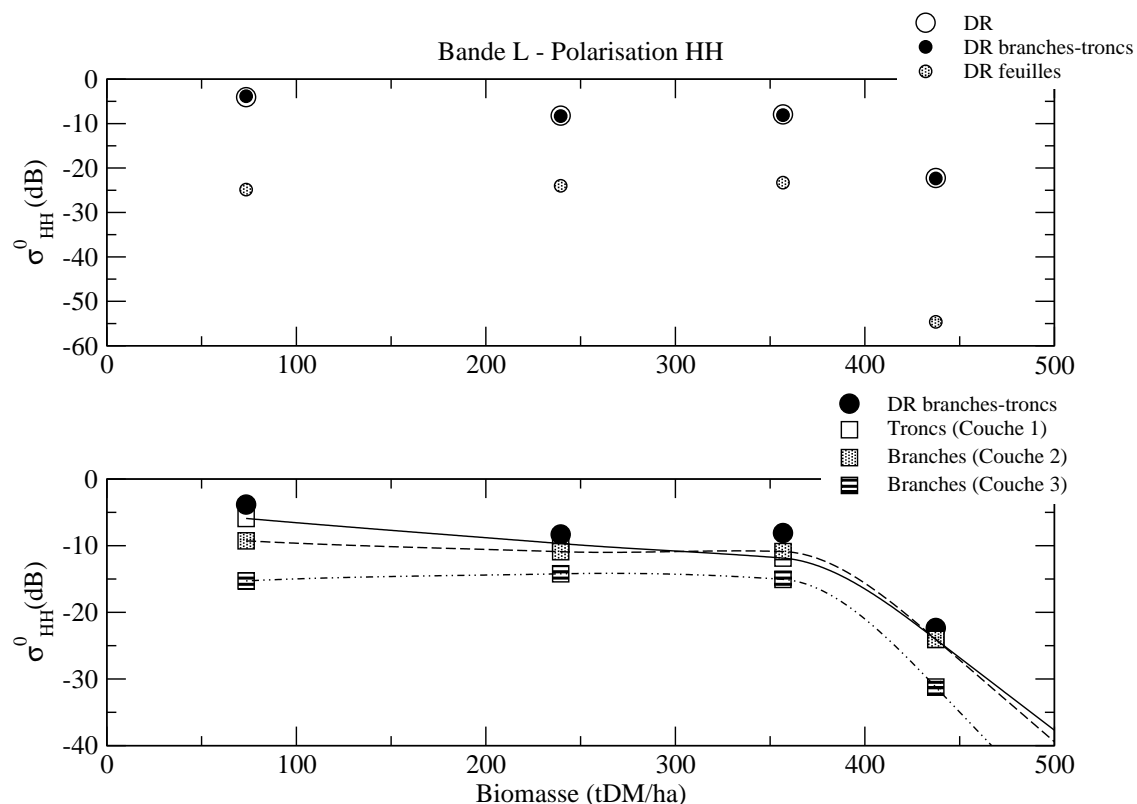 DR
DR branches-troncs
DR feuilles
Bande L - Polarisation HH
0
-10
-20
-30
-40
-50
-60
σ⁰HH(dB)
0 100 200 300 400 500
DR branches-troncs
Troncs (Couche 1)
Branches (Couche 2)
Branches (Couche 3)
0
-10
-20
-30
-40
σ⁰HH(dB)
0 100 200 300 400 500
Biomasse (tDM/ha)